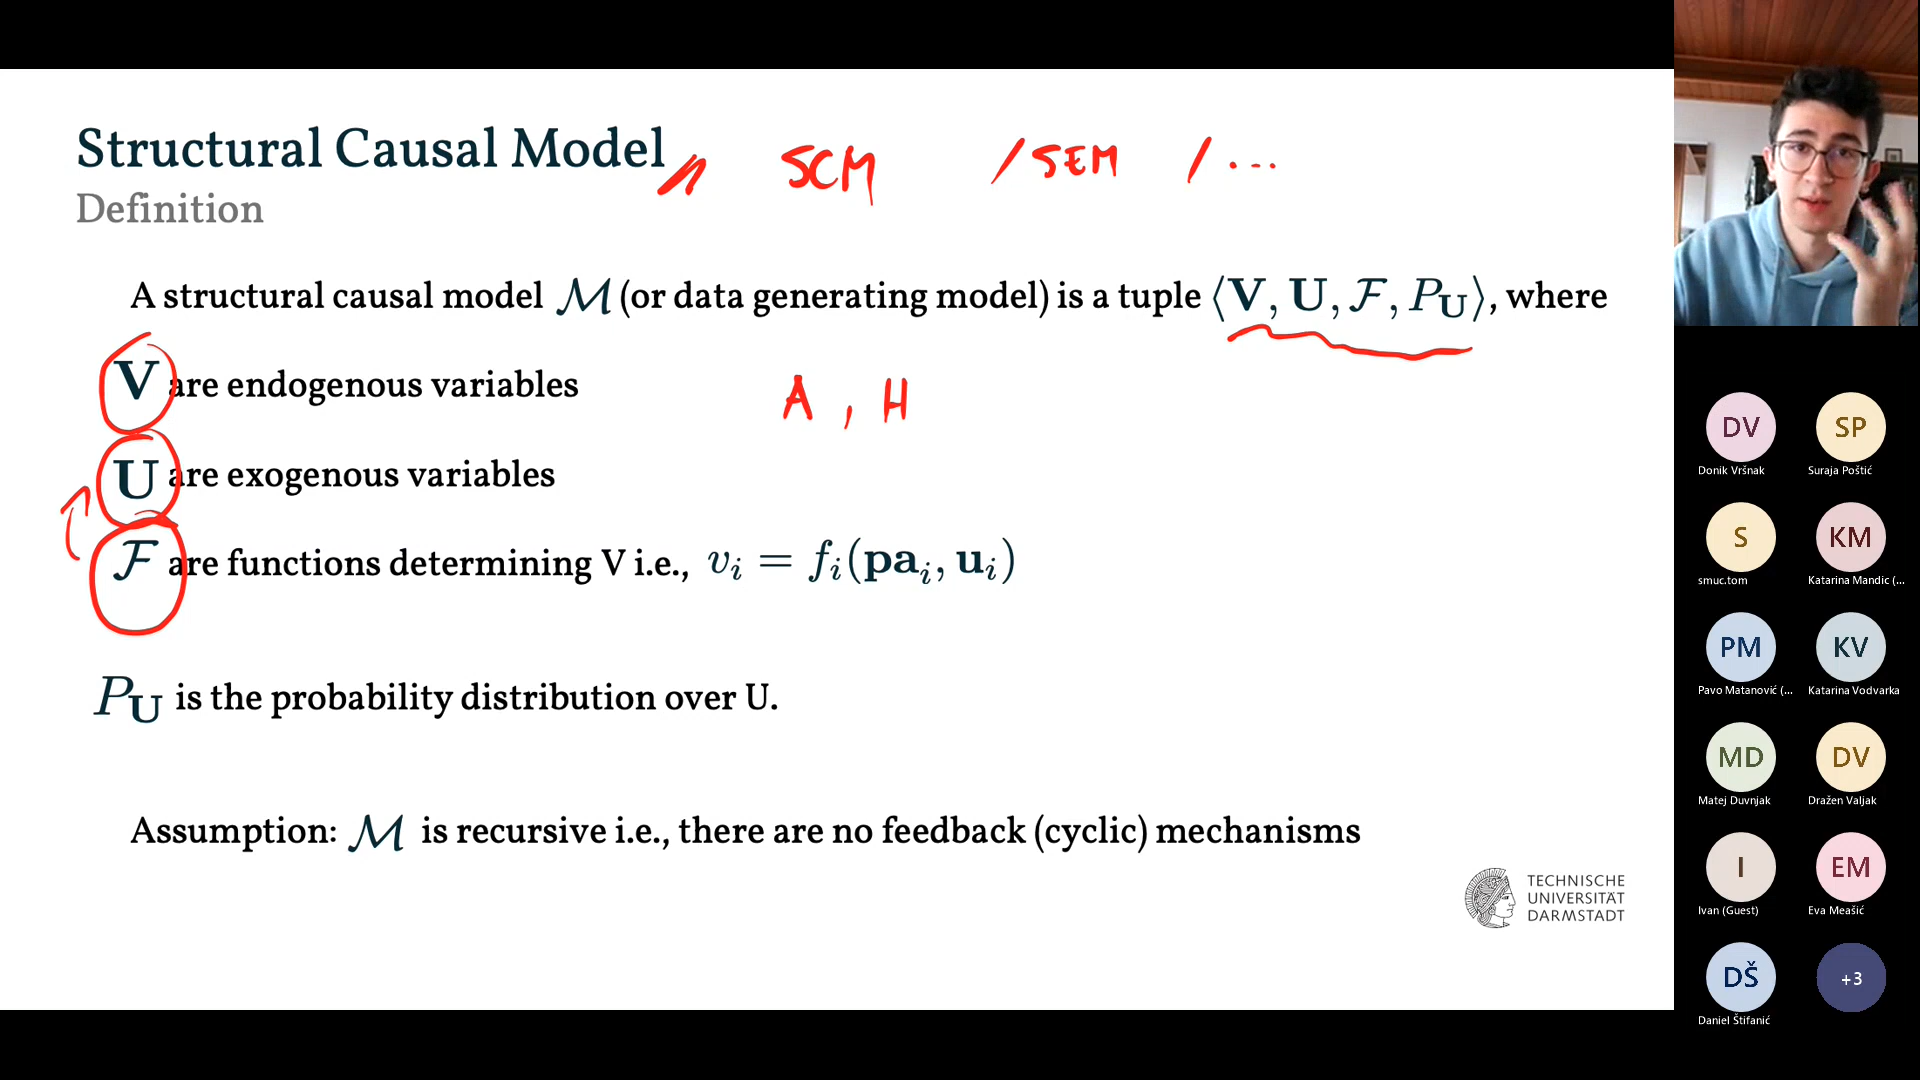 Structural Causal Model SCM /SEM / ...
Definition
A structural causal model ℳ (or data generating model) is a tuple ⟨V, U, ℱ, P_U⟩, where
V are endogenous variables A , H
U are exogenous variables
ℱ are functions determining V i.e., v_i = f_i(pa_i, u_i)
P_U is the probability distribution over U.
Assumption: ℳ is recursive i.e., there are no feedback (cyclic) mechanisms
TECHNISCHE
UNIVERSITÄT
DARMSTADT
DV SP
Donik Vršnak Suraja Poštić
S KM
smuc.tom Katarina Mandic (...
PM KV
Pavo Matanović (... Katarina Vodvarka
MD DV
Matej Duvnjak Dražen Valjak
I EM
Ivan (Guest) Eva Meašić
DŠ +3
Daniel Štifanić